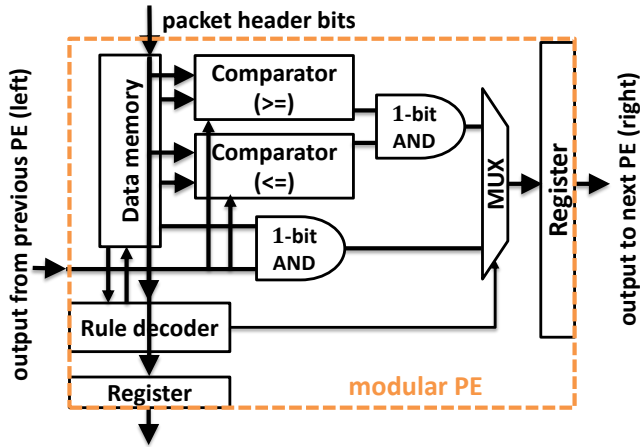 packet header bits
output from previous PE (left)
Data memory
Comparator
(>=)
Comparator
(<=)
1-bit
AND
1-bit
AND
MUX
Register
output to next PE (right)
Rule decoder
Register
modular PE